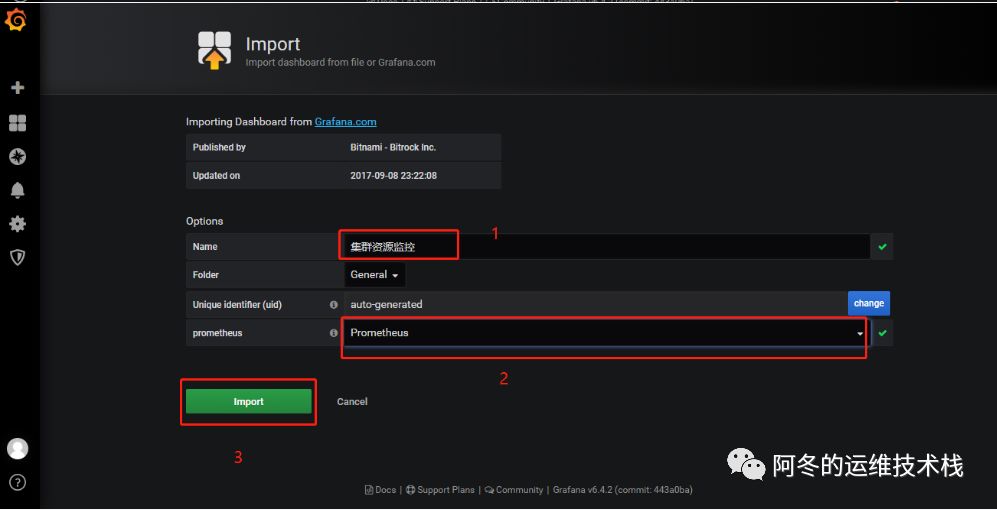 Import
Import dashboard from file or Grafana.com
Importing Dashboard from Grafana.com
Published by Bitnami - Bitrock Inc.
Updated on 2017-09-08 23:22:08
Options
Name 集群资源监控
1
Folder General
Unique identifier (uid) auto-generated change
prometheus Prometheus
2
Import Cancel
3
阿冬的运维技术栈
Docs | Support Plans | Community | Grafana v6.4.2 (commit: 443a0ba)